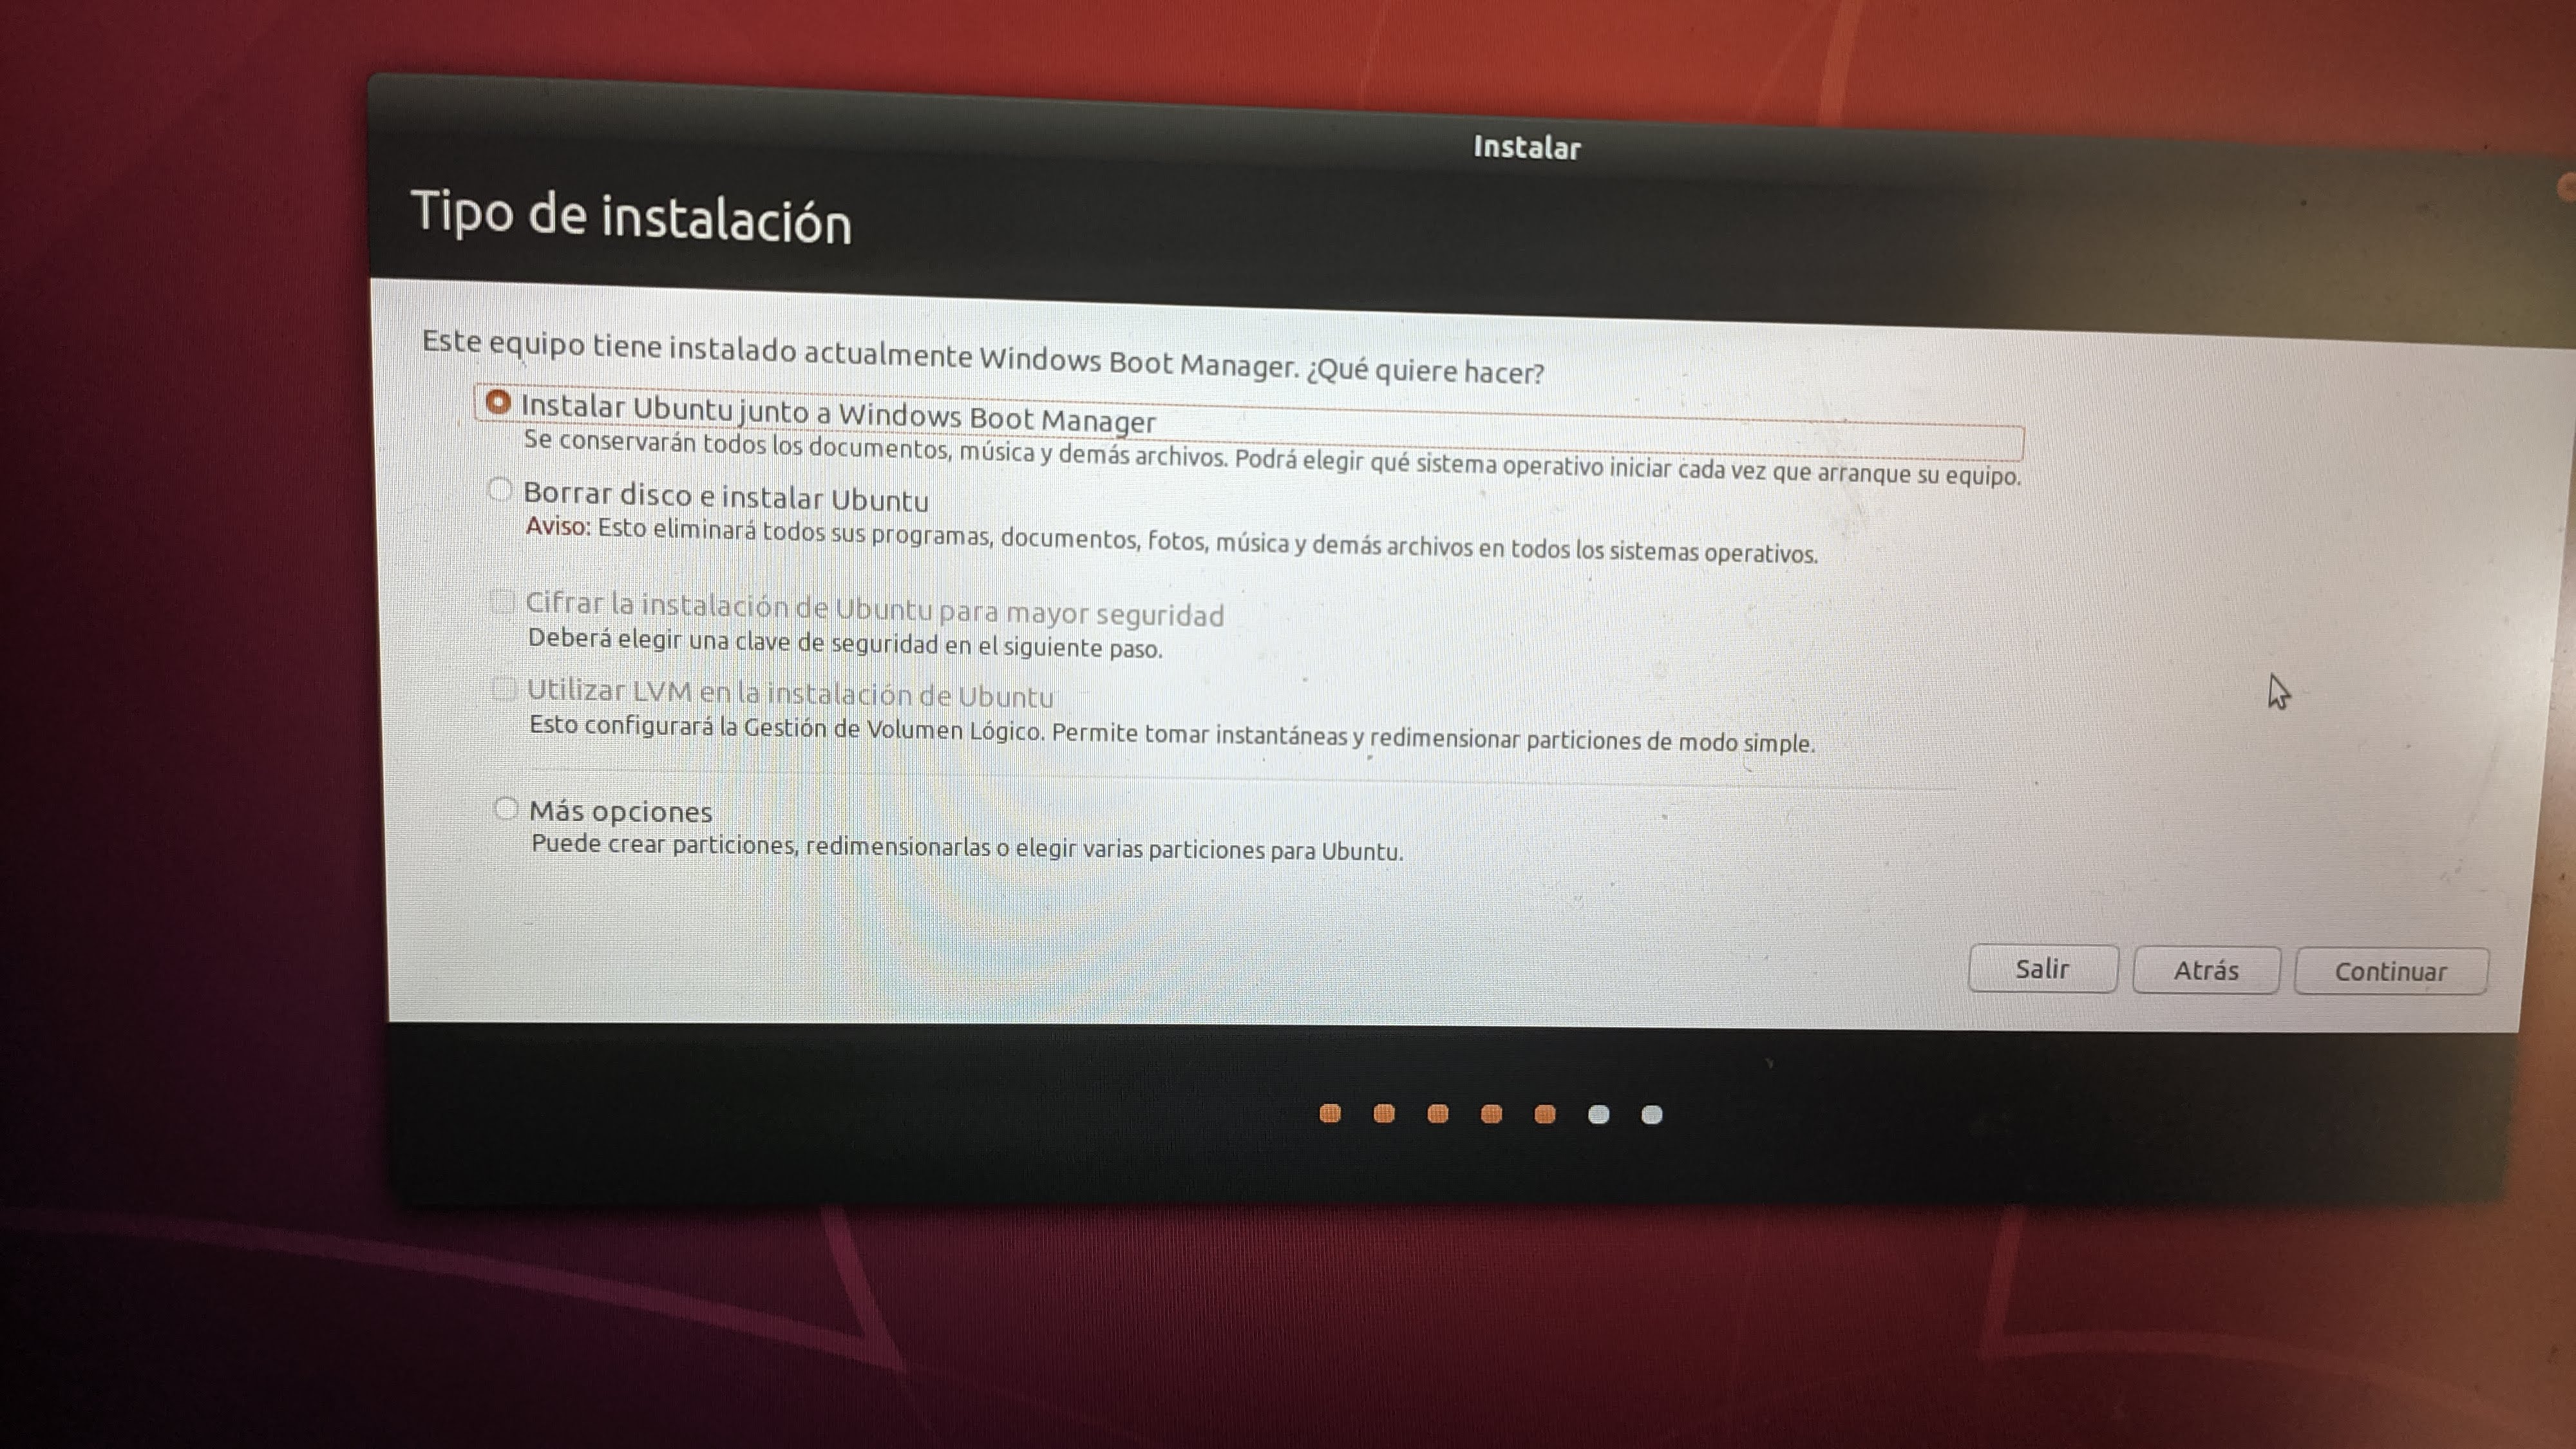 Instalar
Tipo de instalación
Este equipo tiene instalado actualmente Windows Boot Manager. ¿Qué quiere hacer?
Instalar Ubuntu junto a Windows Boot Manager
Se conservarán todos los documentos, música y demás archivos. Podrá elegir qué sistema operativo iniciar cada vez que arranque su equipo.
Borrar disco e instalar Ubuntu
Aviso: Esto eliminará todos sus programas, documentos, fotos, música y demás archivos en todos los sistemas operativos.
Cifrar la instalación de Ubuntu para mayor seguridad
Deberá elegir una clave de seguridad en el siguiente paso.
Utilizar LVM en la instalación de Ubuntu
Esto configurará la Gestión de Volumen Lógico. Permite tomar instantáneas y redimensionar particiones de modo simple.
Más opciones
Puede crear particiones, redimensionarlas o elegir varias particiones para Ubuntu.
Salir Atrás Continuar